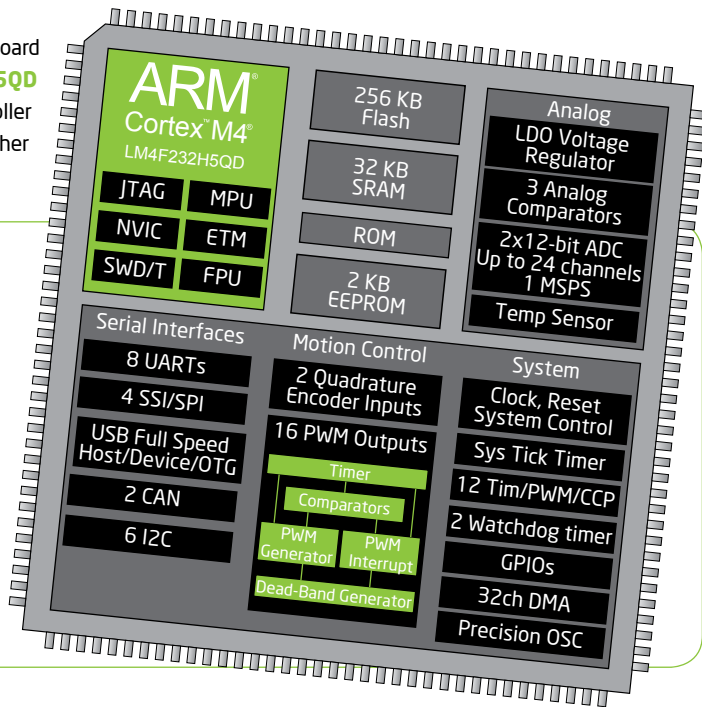 oard
5QD
oller
her
ARM®
Cortex™ M4®
LM4F232H5QD
JTAG
MPU
NVIC
ETM
SWD/T
FPU
256 KB
Flash
32 KB
SRAM
ROM
2 KB
EEPROM
Analog
LDO Voltage
Regulator
3 Analog
Comparators
2x12-bit ADC
Up to 24 channels
1 MSPS
Temp Sensor
Serial Interfaces
8 UARTs
4 SSI/SPI
USB Full Speed
Host/Device/OTG
2 CAN
6 I2C
Motion Control
2 Quadrature
Encoder Inputs
16 PWM Outputs
Timer
Comparators
PWM
Generator
PWM
Interrupt
Dead-Band Generator
System
Clock, Reset
System Control
Sys Tick Timer
12 Tim/PWM/CCP
2 Watchdog timer
GPIOs
32ch DMA
Precision OSC